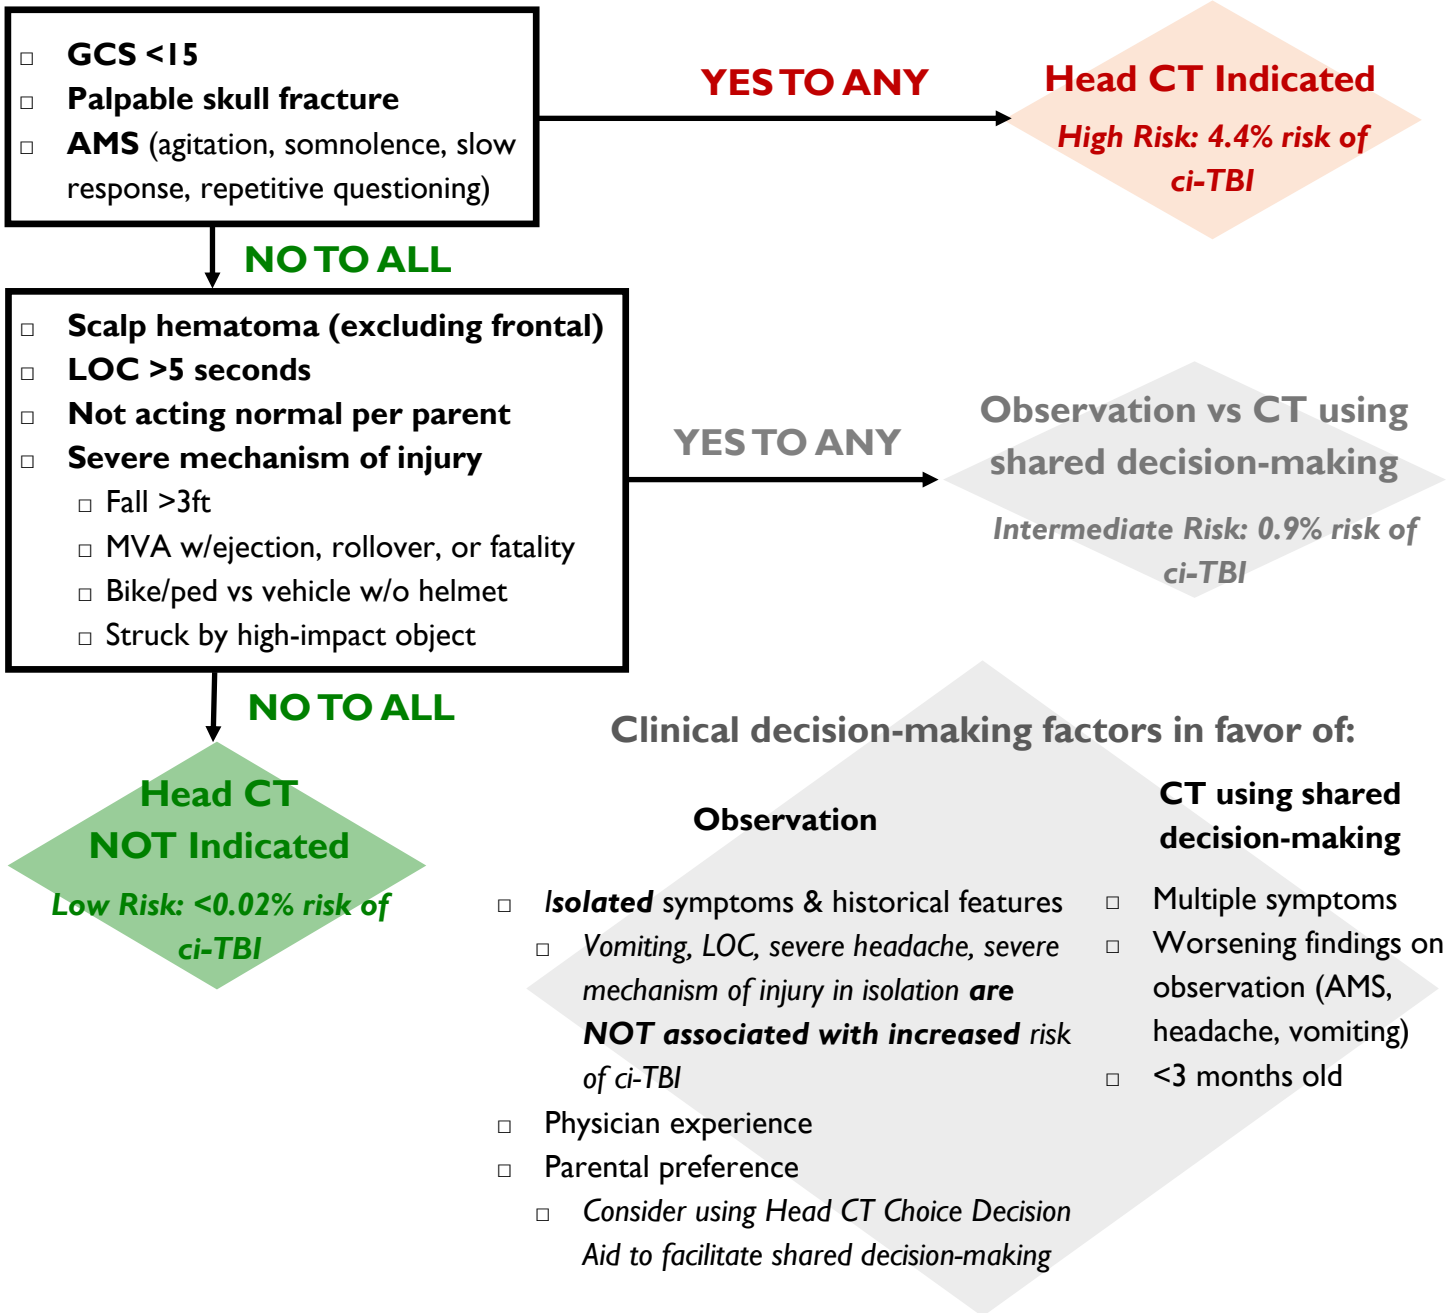 □ GCS <15
□ Palpable skull fracture
□ AMS (agitation, somnolence, slow
response, repetitive questioning)
YES TO ANY
Head CT Indicated
High Risk: 4.4% risk of
ci-TBI
NO TO ALL
□ Scalp hematoma (excluding frontal)
□ LOC >5 seconds
□ Not acting normal per parent
□ Severe mechanism of injury
□ Fall >3ft
□ MVA w/ejection, rollover, or fatality
□ Bike/ped vs vehicle w/o helmet
□ Struck by high-impact object
YES TO ANY
Observation vs CT using
shared decision-making
Intermediate Risk: 0.9% risk of
ci-TBI
NO TO ALL
Head CT
NOT Indicated
Low Risk: <0.02% risk of
ci-TBI
Clinical decision-making factors in favor of:
Observation
□ Isolated symptoms & historical features
□ Vomiting, LOC, severe headache, severe
mechanism of injury in isolation are
NOT associated with increased risk
of ci-TBI
□ Physician experience
□ Parental preference
□ Consider using Head CT Choice Decision
Aid to facilitate shared decision-making
CT using shared
decision-making
□ Multiple symptoms
□ Worsening findings on
observation (AMS,
headache, vomiting)
□ <3 months old